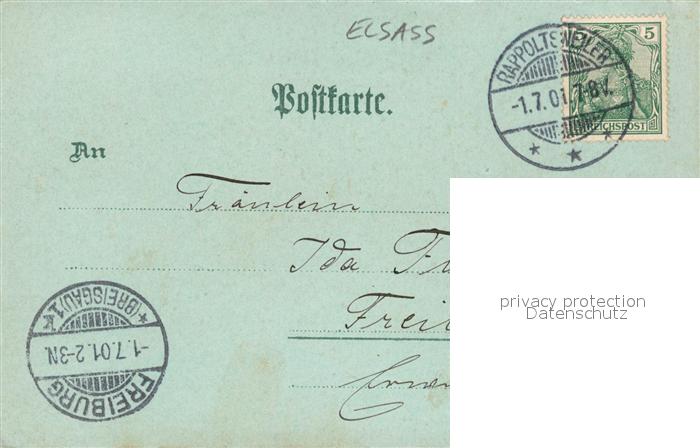 ELSASS
5
RAPPOLTSWEILER
-1.7.01.7-8V.
REICHSPOST
Postkarte.
An
Fräulein
Ida
privacy protection
Datenschutz
* (BREISGAU) 1k
-1.7.01.2-3N.
FREIBURG